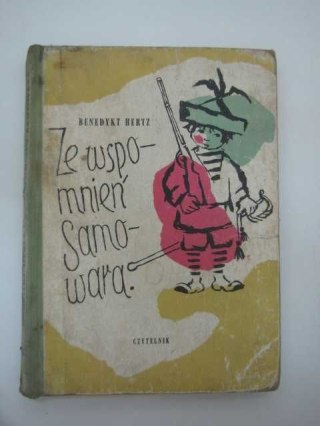 BENEDYKT HERTZ
Ze wspo-
mnień
Samo-
wara.
CZYTELNIK